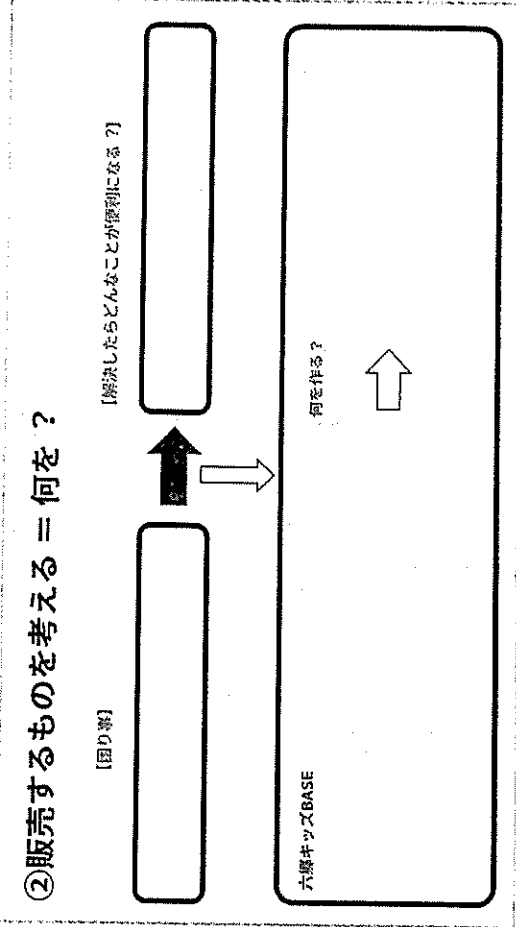 ②販売するものを考える＝何を？
【困り事】
【解決したらどんなことが便利になる？】
六郷キッズBASE
何を作る？